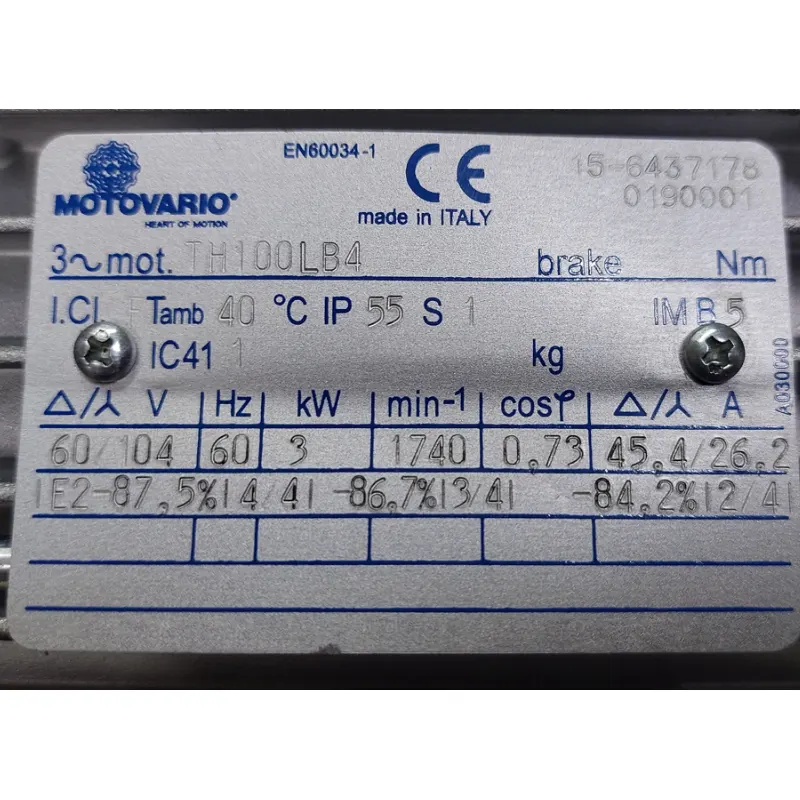 EN60034-1
15-6437178
0190001
MOTOVARIO®
HEART OF MOTION
CE
made in ITALY
3~mot. TH100LB4 brake Nm
I.Cl. F Tamb 40 °C IP 55 S 1 IM B5
IC41 1 kg
A030000
Δ/⅄ V Hz kW min-1 cosφ Δ/⅄ A
60/104 60 3 1740 0,73 45,4/26,2
IE2-87,5%|4/4| -86,7%|3/4| -84,2%|2/4|